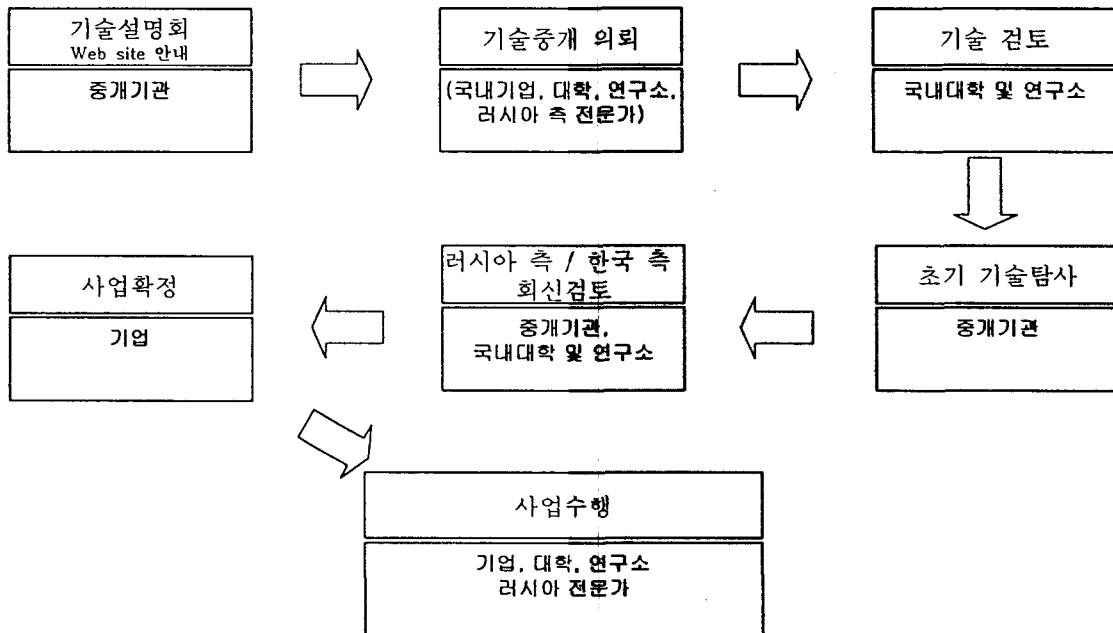 기술설명회
Web site 안내
중개기관
기술중개 의뢰
(국내기업, 대학, 연구소,
러시아 측 전문가)
기술 검토
국내대학 및 연구소
초기 기술탐사
중개기관
러시아 측 / 한국 측
회신검토
중개기관,
국내대학 및 연구소
사업확정
기업
사업수행
기업, 대학, 연구소
러시아 전문가